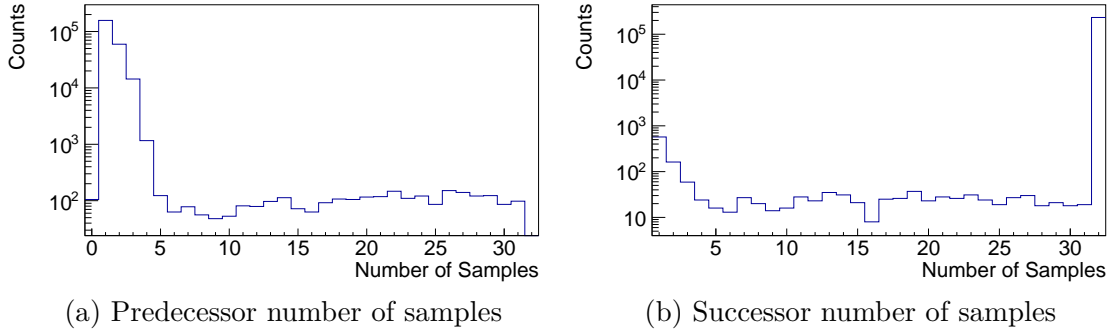 Counts
10^5
10^4
10^3
10^2
0 5 10 15 20 25 30
Number of Samples
(a) Predecessor number of samples
Counts
10^5
10^4
10^3
10^2
10
5 10 15 20 25 30
Number of Samples
(b) Successor number of samples